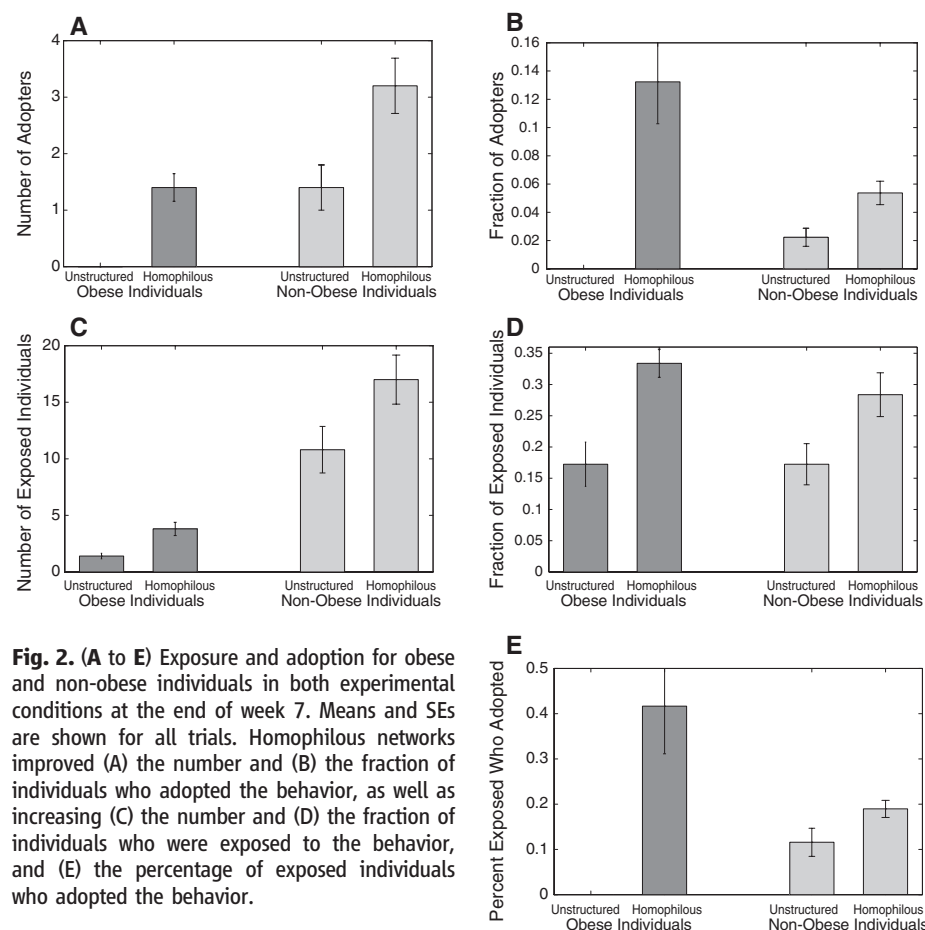 A
Number of Adopters
4
3
2
1
0
Unstructured Homophilous Unstructured Homophilous
Obese Individuals Non-Obese Individuals
B
Fraction of Adopters
0.16
0.14
0.12
0.1
0.08
0.06
0.04
0.02
0
Unstructured Homophilous Unstructured Homophilous
Obese Individuals Non-Obese Individuals
C
Number of Exposed Individuals
20
15
10
5
0
Unstructured Homophilous Unstructured Homophilous
Obese Individuals Non-Obese Individuals
D
Fraction of Exposed Individuals
0.35
0.3
0.25
0.2
0.15
0.1
0.05
0
Unstructured Homophilous Unstructured Homophilous
Obese Individuals Non-Obese Individuals
Fig. 2. (A to E) Exposure and adoption for obese
and non-obese individuals in both experimental
conditions at the end of week 7. Means and SEs
are shown for all trials. Homophilous networks
improved (A) the number and (B) the fraction of
individuals who adopted the behavior, as well as
increasing (C) the number and (D) the fraction of
individuals who were exposed to the behavior,
and (E) the percentage of exposed individuals
who adopted the behavior.
E
Percent Exposed Who Adopted
0.5
0.4
0.3
0.2
0.1
0
Unstructured Homophilous Unstructured Homophilous
Obese Individuals Non-Obese Individuals